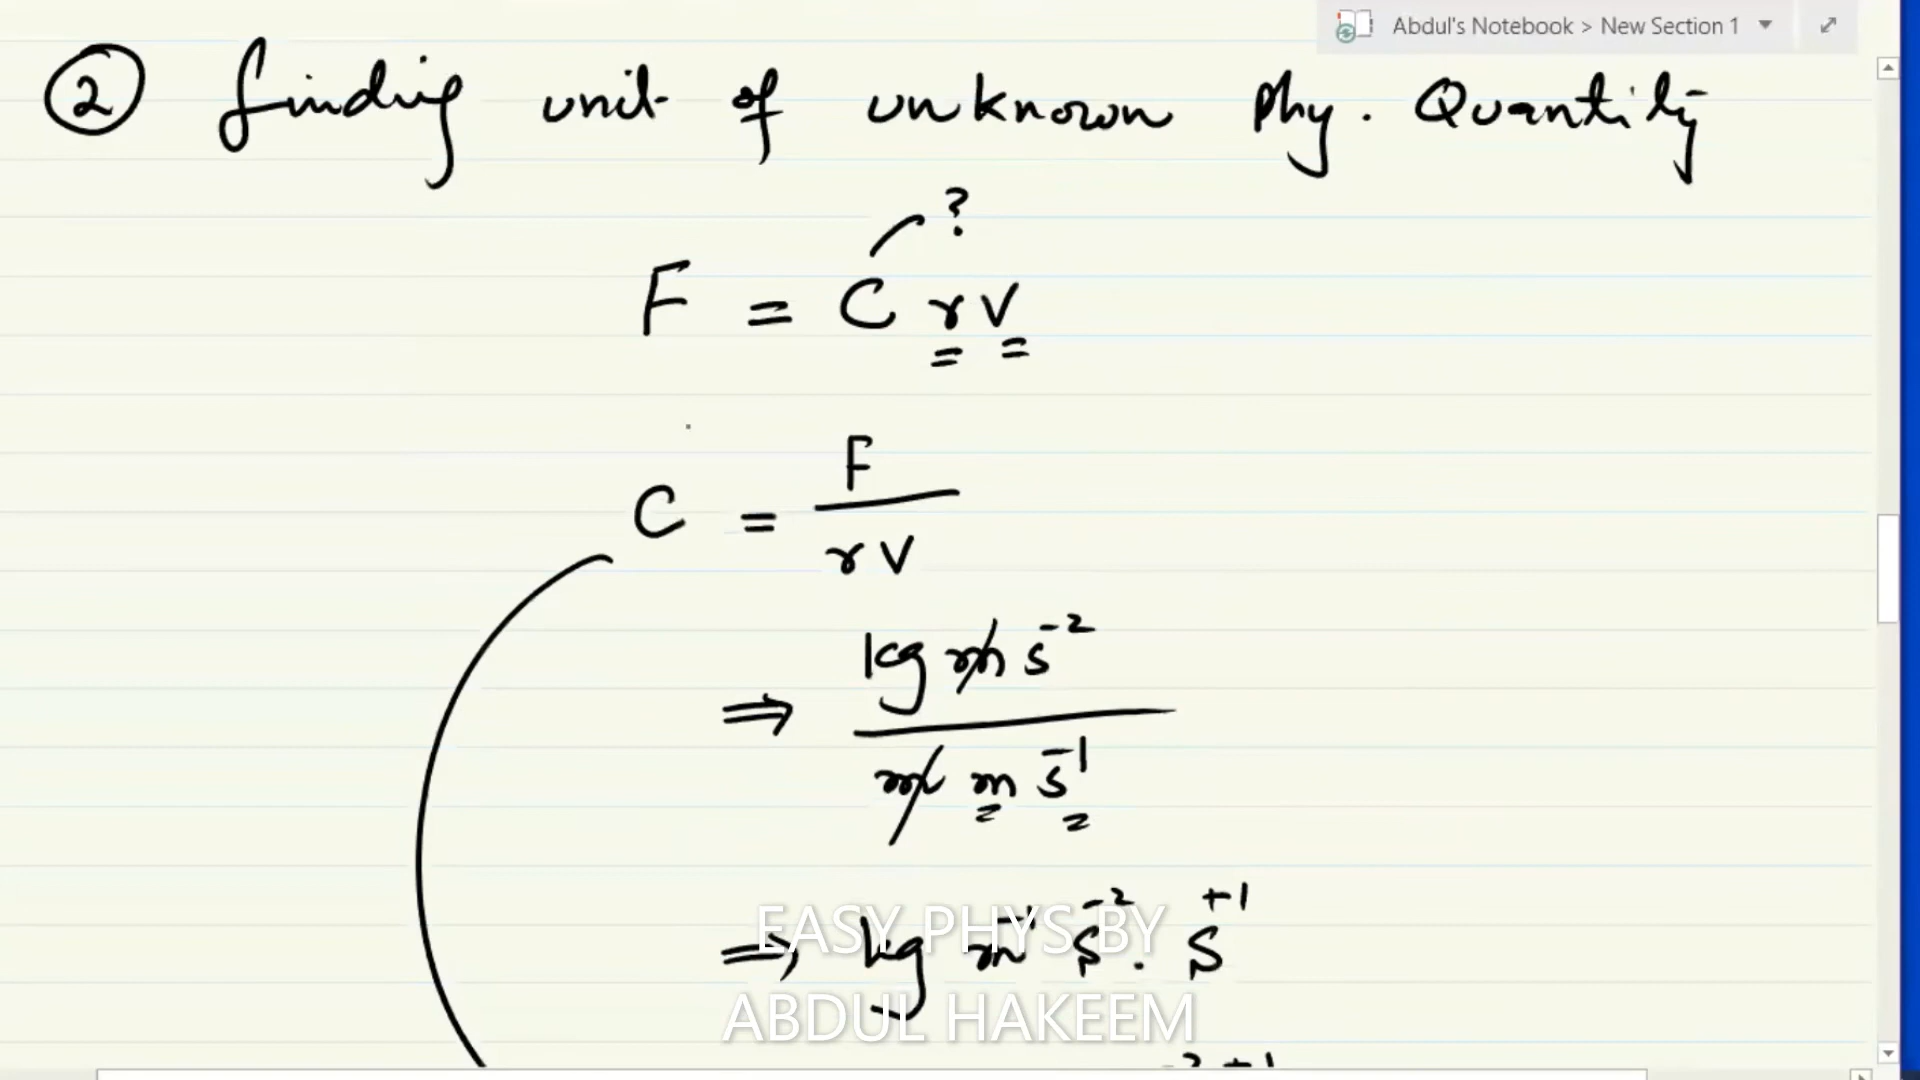 Abdul's Notebook > New Section 1
② finding unit of unknown Phy. Quantity
?
F = C r v
C = F / r v
⇒ kg m s⁻² / m m s⁻¹
⇒ kg m⁻¹ s⁻² . s⁺¹
EASY PHYS BY
ABDUL HAKEEM